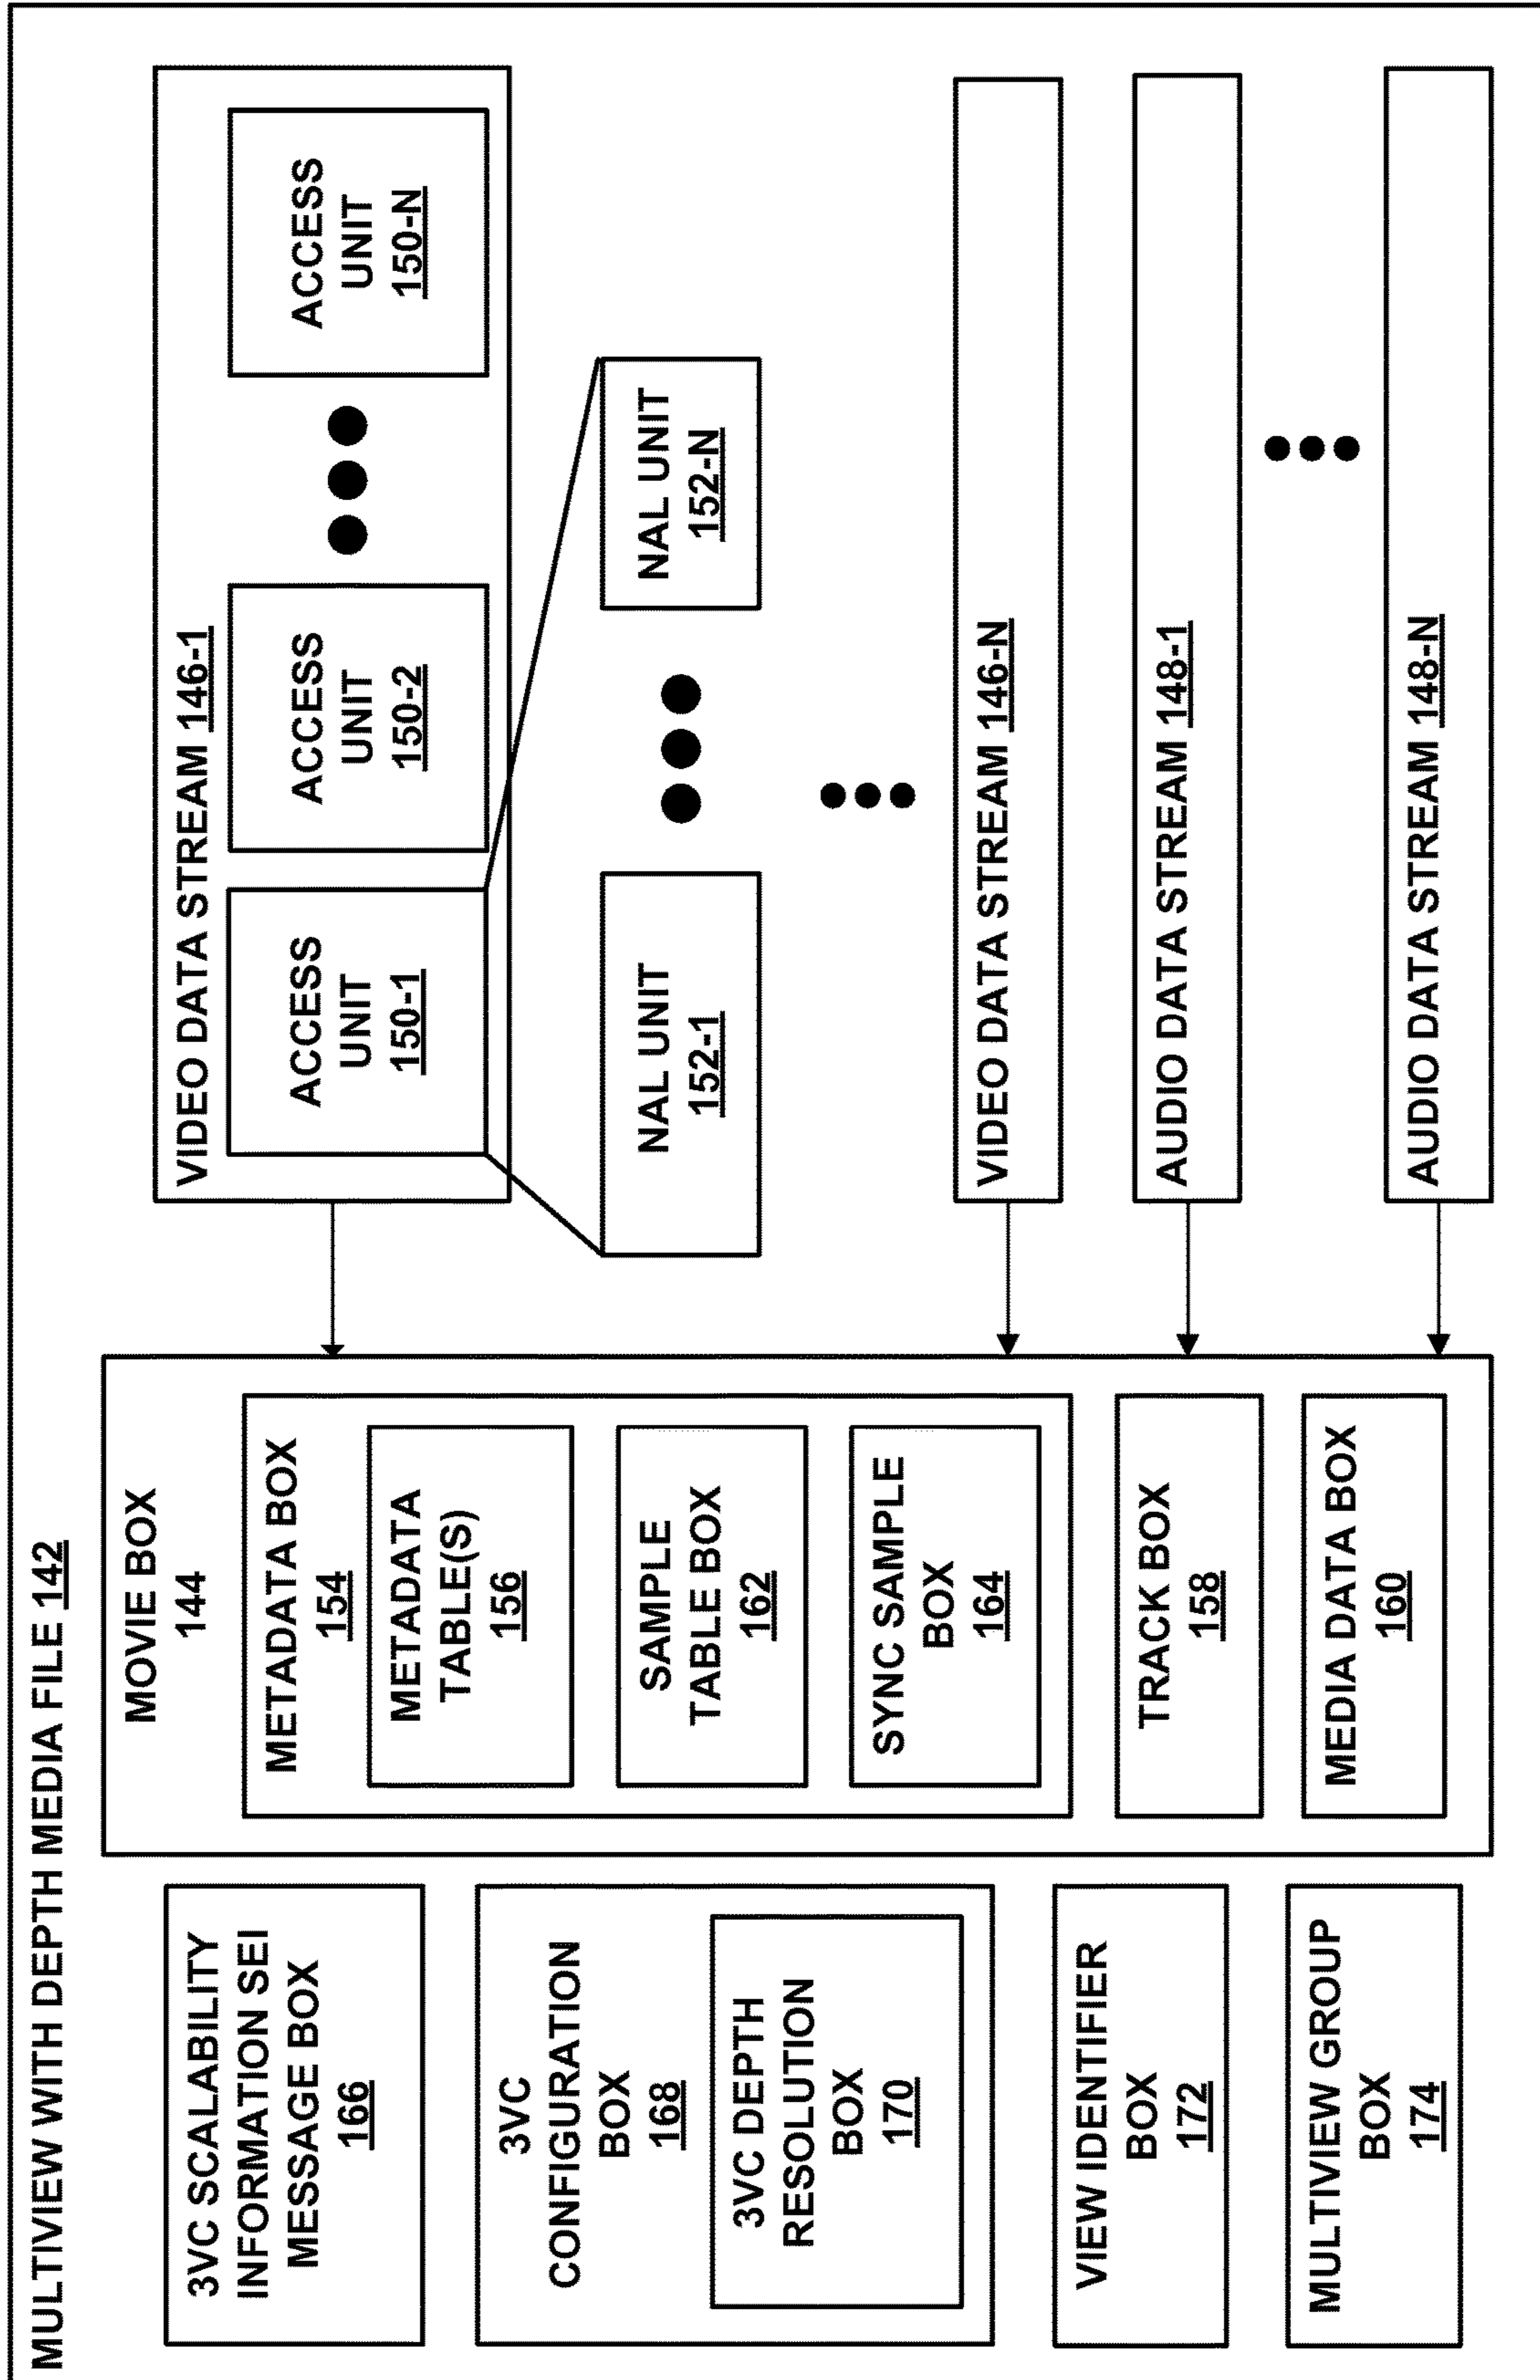 MULTIVIEW WITH DEPTH MEDIA FILE 142
3VC SCALABILITY
INFORMATION SEI
MESSAGE BOX
166
3VC
CONFIGURATION
BOX
168
3VC DEPTH
RESOLUTION
BOX
170
VIEW IDENTIFIER
BOX
172
MULTIVIEW GROUP
BOX
174
MOVIE BOX
144
METADATA BOX
154
METADATA
TABLE(S)
156
SAMPLE
TABLE BOX
162
SYNC SAMPLE
BOX
164
TRACK BOX
158
MEDIA DATA BOX
160
VIDEO DATA STREAM 146-1
ACCESS
UNIT
150-1
ACCESS
UNIT
150-2
ACCESS
UNIT
150-N
NAL UNIT
152-1
NAL UNIT
152-N
VIDEO DATA STREAM 146-N
AUDIO DATA STREAM 148-1
AUDIO DATA STREAM 148-N